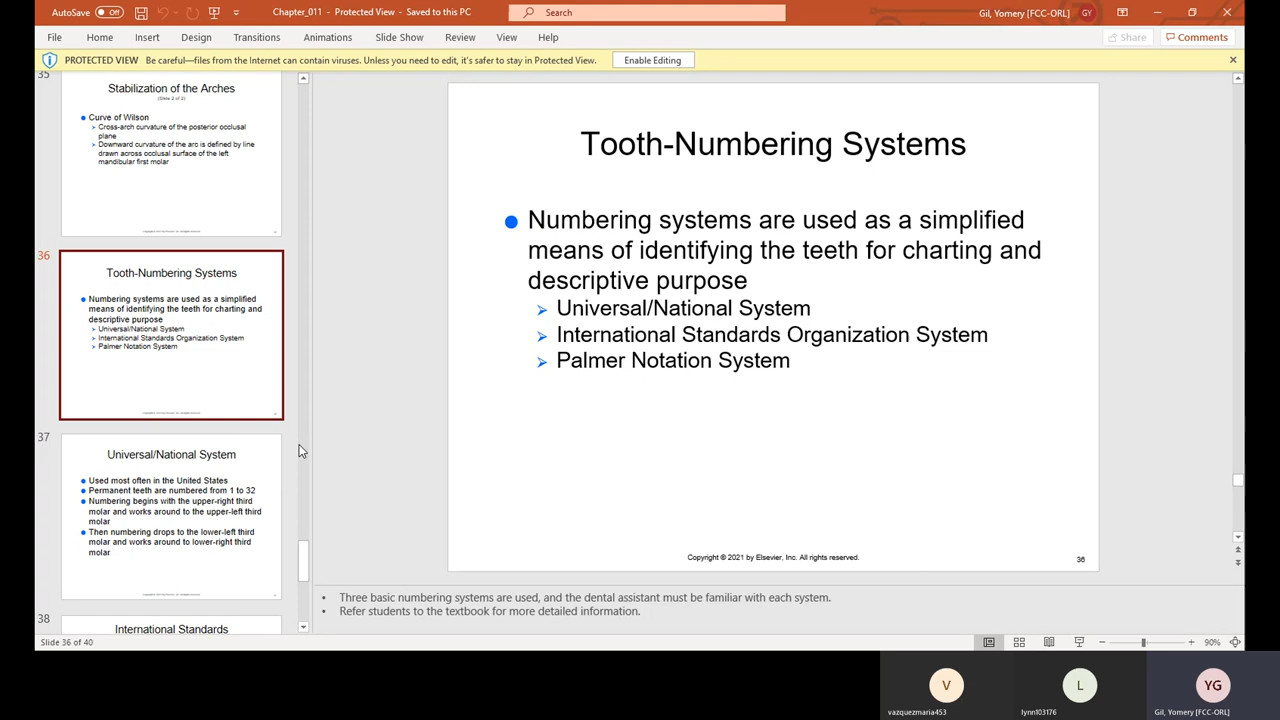 AutoSave Off Chapter_011 - Protected View - Saved to this PC Search Gil, Yomery [FCC-ORL] GY
File Home Insert Design Transitions Animations Slide Show Review View Help Share Comments
PROTECTED VIEW Be careful—files from the Internet can contain viruses. Unless you need to edit, it's safer to stay in Protected View. Enable Editing
35
Stabilization of the Arches
(Slide 2 of 2)
Curve of Wilson
Cross-arch curvature of the posterior occlusal
plane
Downward curvature of the arc is defined by line
drawn across occlusal surface of the left
mandibular first molar
36
Tooth-Numbering Systems
Numbering systems are used as a simplified
means of identifying the teeth for charting and
descriptive purpose
Universal/National System
International Standards Organization System
Palmer Notation System
37
Universal/National System
Used most often in the United States
Permanent teeth are numbered from 1 to 32
Numbering begins with the upper-right third
molar and works around to the upper-left third
molar
Then numbering drops to the lower-left third
molar and works around to lower-right third
molar
38
International Standards
Tooth-Numbering Systems
Numbering systems are used as a simplified
means of identifying the teeth for charting and
descriptive purpose
Universal/National System
International Standards Organization System
Palmer Notation System
Copyright © 2021 by Elsevier, Inc. All rights reserved.
36
Three basic numbering systems are used, and the dental assistant must be familiar with each system.
Refer students to the textbook for more detailed information.
Slide 36 of 40 90%
V L YG
vazquezmaria453 lynn103176 Gil, Yomery [FCC-ORL]